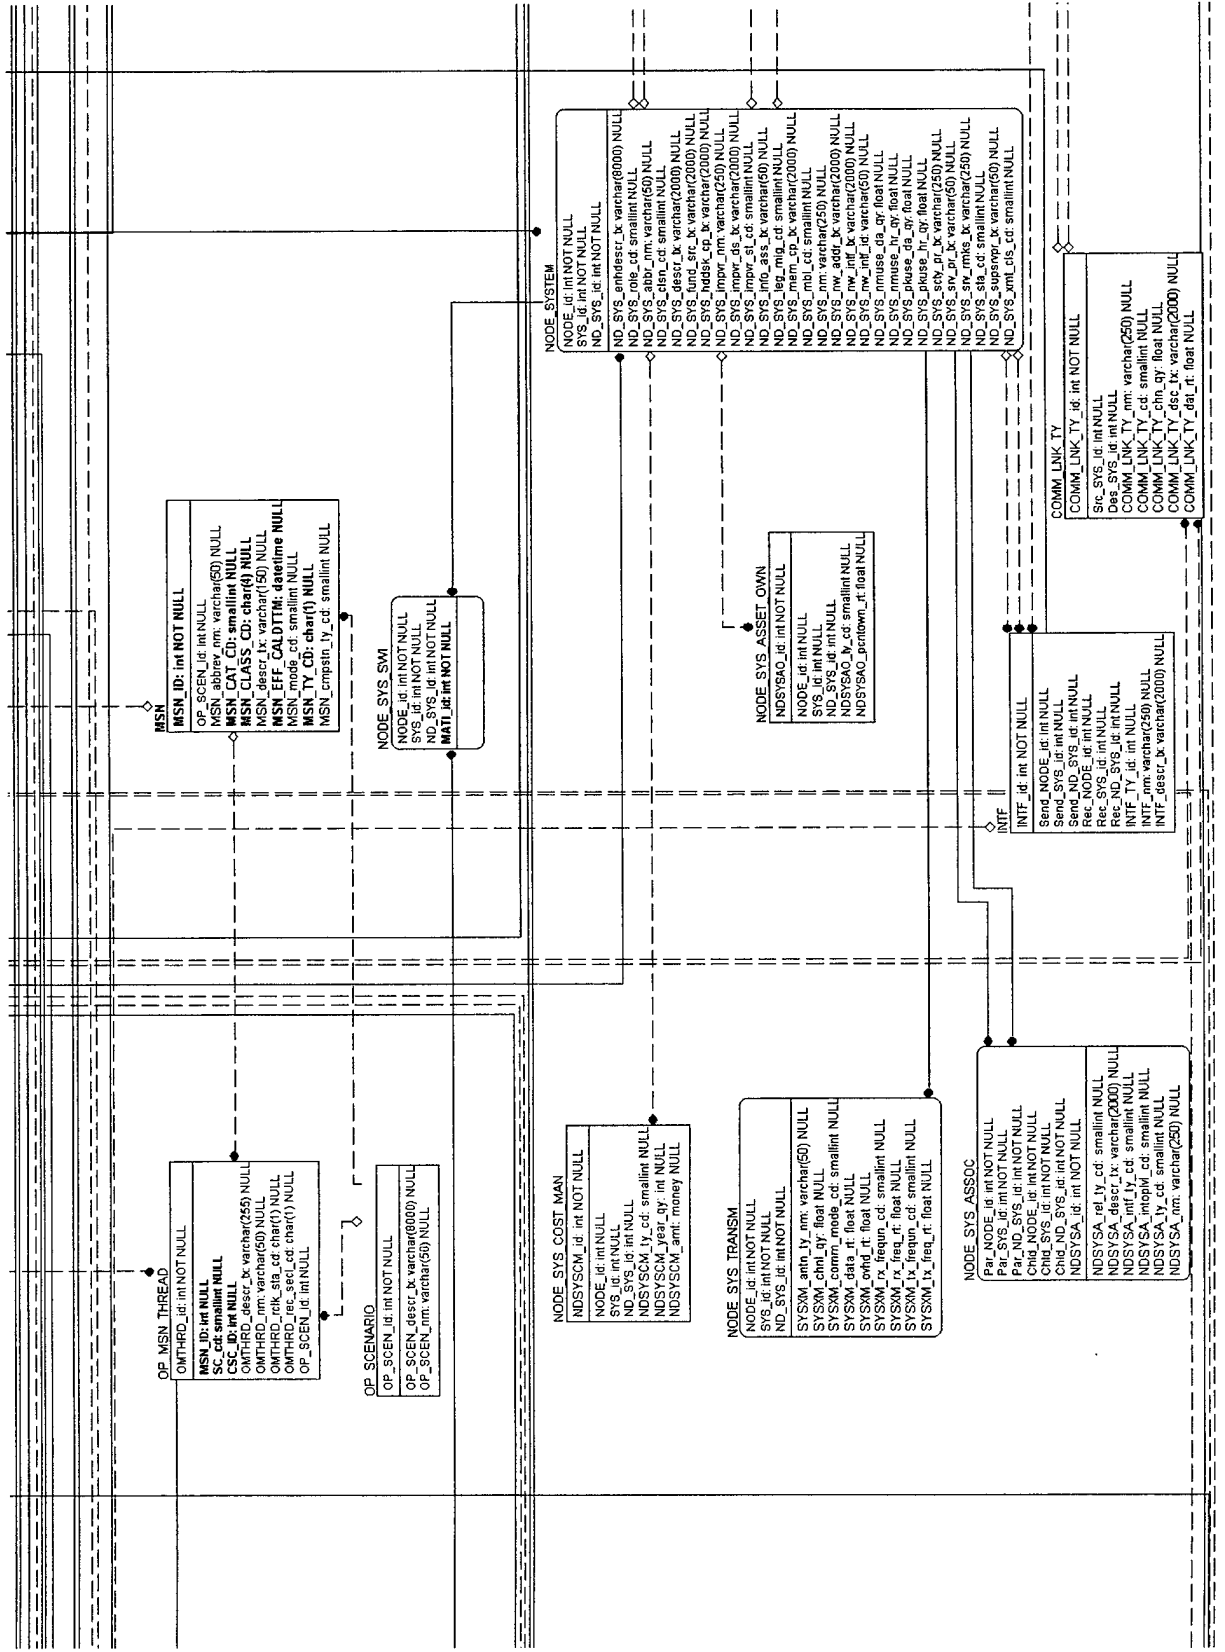 OP_MSN_THREAD
OMTHRD_id: int NOT NULL
MSN_ID: int NULL
SC_cd: smallint NULL
CSC_ID: int NULL
OMTHRD_descr_tx: varchar(255) NULL
OMTHRD_nm: varchar(50) NULL
OMTHRD_rclk_sta_cd: char(1) NULL
OMTHRD_rec_secl_cd: char(1) NULL
OP_SCEN_id: int NULL
OP_SCENARIO
OP_SCEN_id: int NOT NULL
OP_SCEN_descr_tx: varchar(8000) NULL
OP_SCEN_nm: varchar(50) NULL
MSN
MSN_ID: int NOT NULL
OP_SCEN_id: int NULL
MSN_abbrev_nm: varchar(50) NULL
MSN_CAT_CD: smallint NULL
MSN_CLASS_CD: char(4) NULL
MSN_descr_tx: varchar(150) NULL
MSN_EFF_CALDTTM: datetime NULL
MSN_mode_cd: smallint NULL
MSN_TY_CD: char(1) NULL
MSN_cmpstn_ty_cd: smallint NULL
NODE_SYS_SWI
NODE_id: int NOT NULL
SYS_id: int NOT NULL
ND_SYS_id: int NOT NULL
MATI_id: int NOT NULL
NODE_SYSTEM
NODE_id: int NOT NULL
SYS_id: int NOT NULL
ND_SYS_id: int NOT NULL
ND_SYS_enhdescr_tx: varchar(8000) NULL
ND_SYS_role_cd: smallint NULL
ND_SYS_abbr_nm: varchar(50) NULL
ND_SYS_clsn_cd: smallint NULL
ND_SYS_descr_tx: varchar(2000) NULL
ND_SYS_fund_src_tx: varchar(2000) NULL
ND_SYS_hddsk_cp_tx: varchar(2000) NULL
ND_SYS_impvr_nm: varchar(250) NULL
ND_SYS_impvr_ds_tx: varchar(2000) NULL
ND_SYS_impvr_st_cd: smallint NULL
ND_SYS_info_ass_tx: varchar(50) NULL
ND_SYS_leg_mig_cd: smallint NULL
ND_SYS_mem_cp_tx: varchar(2000) NULL
ND_SYS_mbl_cd: smallint NULL
ND_SYS_nm: varchar(250) NULL
ND_SYS_nw_addr_tx: varchar(2000) NULL
ND_SYS_nw_intf_tx: varchar(2000) NULL
ND_SYS_nw_intf_id: varchar(50) NULL
ND_SYS_nmuse_da_qy: float NULL
ND_SYS_nmuse_hr_qy: float NULL
ND_SYS_pkuse_da_qy: float NULL
ND_SYS_pkuse_hr_qy: float NULL
ND_SYS_scty_pr_tx: varchar(250) NULL
ND_SYS_srv_pr_tx: varchar(50) NULL
ND_SYS_srv_rmks_tx: varchar(250) NULL
ND_SYS_sta_cd: smallint NULL
ND_SYS_supsrvpr_tx: varchar(50) NULL
ND_SYS_xmt_cls_cd: smallint NULL
NODE_SYS_COST_MAN
NDSYSCM_id: int NOT NULL
NODE_id: int NULL
SYS_id: int NULL
ND_SYS_id: int NULL
NDSYSCM_ty_cd: smallint NULL
NDSYSCM_year_qy: int NULL
NDSYSCM_amt: money NULL
NODE_SYS_TRANSM
NODE_id: int NOT NULL
SYS_id: int NOT NULL
ND_SYS_id: int NOT NULL
SYSXM_antn_ty_nm: varchar(50) NULL
SYSXM_chnl_qy: float NULL
SYSXM_comm_mode_cd: smallint NULL
SYSXM_data_rt: float NULL
SYSXM_ovhd_rt: float NULL
SYSXM_rx_frequn_cd: smallint NULL
SYSXM_rx_freq_rt: float NULL
SYSXM_tx_frequn_cd: smallint NULL
SYSXM_tx_freq_rt: float NULL
NODE_SYS_ASSET_OWN
NDSYSAO_id: int NOT NULL
NODE_id: int NULL
SYS_id: int NULL
ND_SYS_id: int NULL
NDSYSAO_ty_cd: smallint NULL
NDSYSAO_pcntown_rt: float NULL
NODE_SYS_ASSOC
Par_NODE_id: int NOT NULL
Par_SYS_id: int NOT NULL
Par_ND_SYS_id: int NOT NULL
Chld_NODE_id: int NOT NULL
Chld_SYS_id: int NOT NULL
Chld_ND_SYS_id: int NOT NULL
NDSYSA_id: int NOT NULL
NDSYSA_rel_ty_cd: smallint NULL
NDSYSA_descr_tx: varchar(2000) NULL
NDSYSA_intf_ty_cd: smallint NULL
NDSYSA_intoplvl_cd: smallint NULL
NDSYSA_ty_cd: smallint NULL
NDSYSA_nm: varchar(250) NULL
INTF
INTF_id: int NOT NULL
Send_NODE_id: int NULL
Send_SYS_id: int NULL
Send_ND_SYS_id: int NULL
Rec_NODE_id: int NULL
Rec_SYS_id: int NULL
Rec_ND_SYS_id: int NULL
INTF_TY_id: int NULL
INTF_nm: varchar(250) NULL
INTF_descr_tx: varchar(2000) NULL
COMM_LNK_TY
COMM_LNK_TY_id: int NOT NULL
Src_SYS_id: int NULL
Des_SYS_id: int NULL
COMM_LNK_TY_nm: varchar(250) NULL
COMM_LNK_TY_cd: smallint NULL
COMM_LNK_TY_chn_qy: float NULL
COMM_LNK_TY_dsc_tx: varchar(2000) NULL
COMM_LNK_TY_dat_rt: float NULL